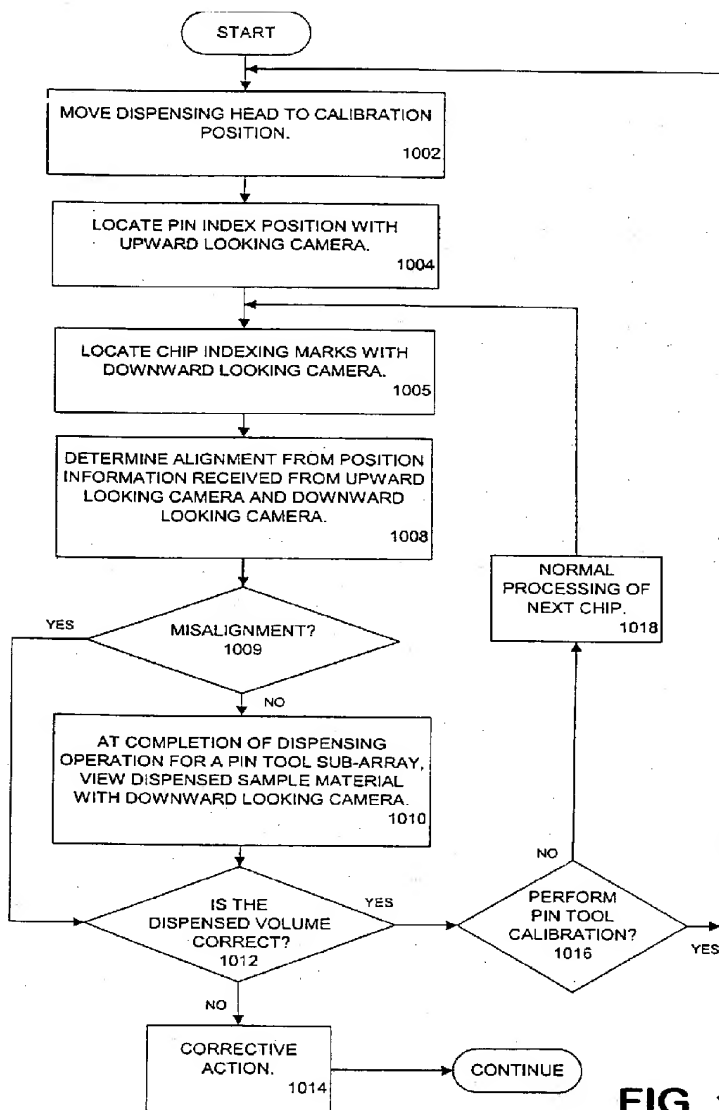 START
MOVE DISPENSING HEAD TO CALIBRATION
POSITION.
1002
LOCATE PIN INDEX POSITION WITH
UPWARD LOOKING CAMERA.
1004
LOCATE CHIP INDEXING MARKS WITH
DOWNWARD LOOKING CAMERA.
1005
DETERMINE ALIGNMENT FROM POSITION
INFORMATION RECEIVED FROM UPWARD
LOOKING CAMERA AND DOWNWARD
LOOKING CAMERA.
1008
YES
MISALIGNMENT?
1009
NO
AT COMPLETION OF DISPENSING
OPERATION FOR A PIN TOOL SUB-ARRAY,
VIEW DISPENSED SAMPLE MATERIAL
WITH DOWNWARD LOOKING CAMERA.
1010
IS THE
DISPENSED VOLUME
CORRECT?
1012
YES
NO
PERFORM
PIN TOOL
CALIBRATION?
1016
YES
NO
NORMAL
PROCESSING OF
NEXT CHIP.
1018
CORRECTIVE
ACTION.
1014
CONTINUE
FIG.